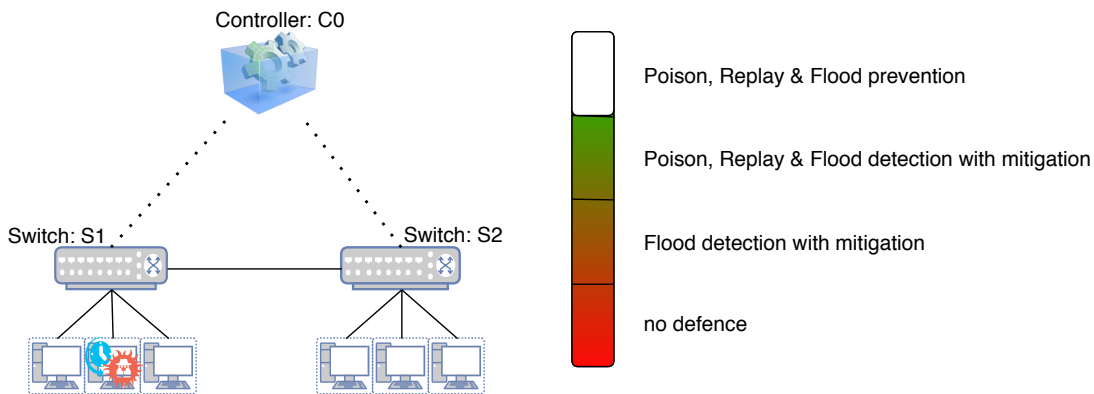 Controller: C0
Poison, Replay & Flood prevention
Poison, Replay & Flood detection with mitigation
Switch: S1
Switch: S2
Flood detection with mitigation
no defence